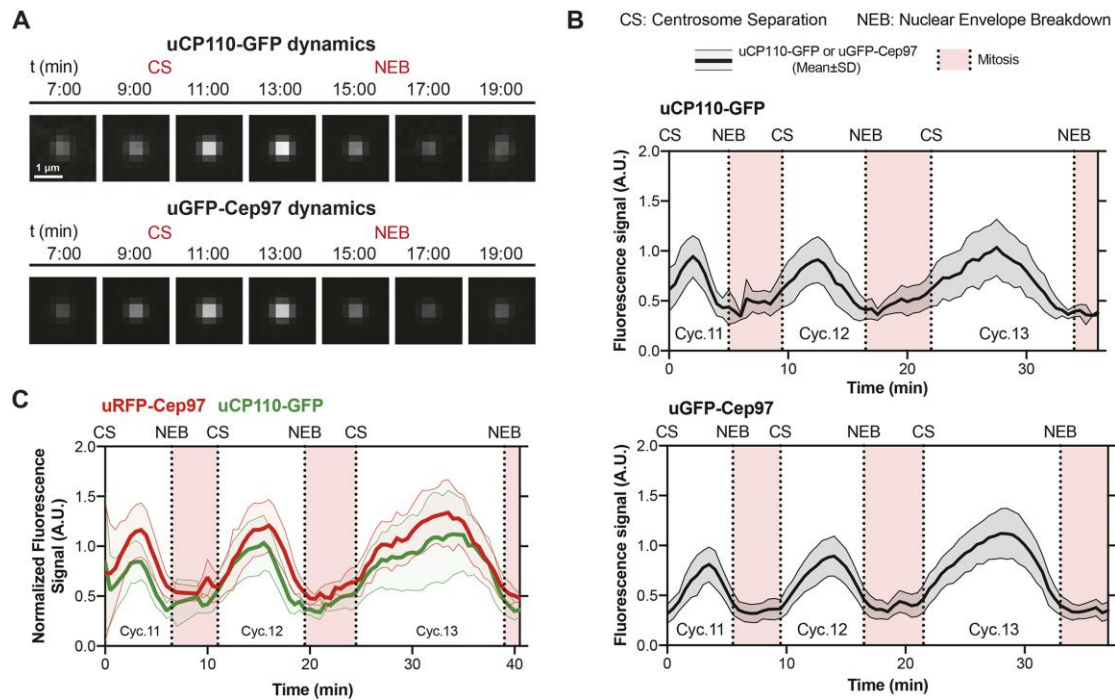 A
uCP110-GFP dynamics
t (min) CS NEB
7:00 9:00 11:00 13:00 15:00 17:00 19:00
1 μm
uGFP-Cep97 dynamics
t (min) CS NEB
7:00 9:00 11:00 13:00 15:00 17:00 19:00
B
CS: Centrosome Separation NEB: Nuclear Envelope Breakdown
uCP110-GFP or uGFP-Cep97
(Mean±SD)
Mitosis
uCP110-GFP
CS NEB CS NEB CS NEB
Fluorescence signal (A.U.)
2.0
1.5
1.0
0.5
0.0
Cyc.11 Cyc.12 Cyc.13
0 10 20 30
Time (min)
uGFP-Cep97
CS NEB CS NEB CS NEB
Fluorescence signal (A.U.)
2.0
1.5
1.0
0.5
0.0
Cyc.11 Cyc.12 Cyc.13
0 10 20 30
Time (min)
C
uRFP-Cep97 uCP110-GFP
CS NEB CS NEB CS NEB
Normalized Fluorescence
Signal (A.U.)
2.0
1.5
1.0
0.5
0.0
Cyc.11 Cyc.12 Cyc.13
0 10 20 30 40
Time (min)